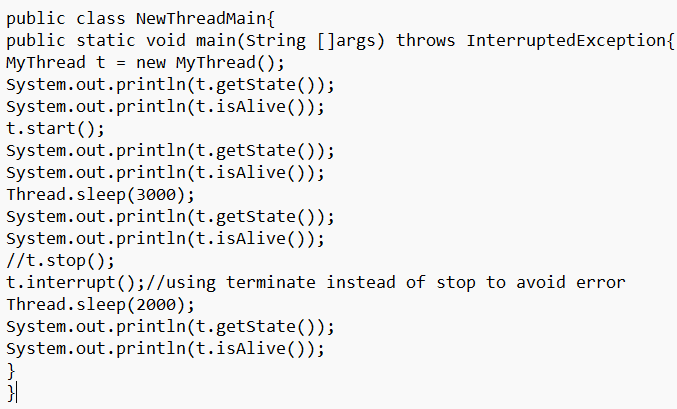 public class NewThreadMain{
public static void main(String []args) throws InterruptedException{
MyThread t = new MyThread();
System.out.println(t.getState());
System.out.println(t.isAlive());
t.start();
System.out.println(t.getState());
System.out.println(t.isAlive());
Thread.sleep(3000);
System.out.println(t.getState());
System.out.println(t.isAlive());
//t.stop();
t.interrupt();//using terminate instead of stop to avoid error
Thread.sleep(2000);
System.out.println(t.getState());
System.out.println(t.isAlive());
}
}